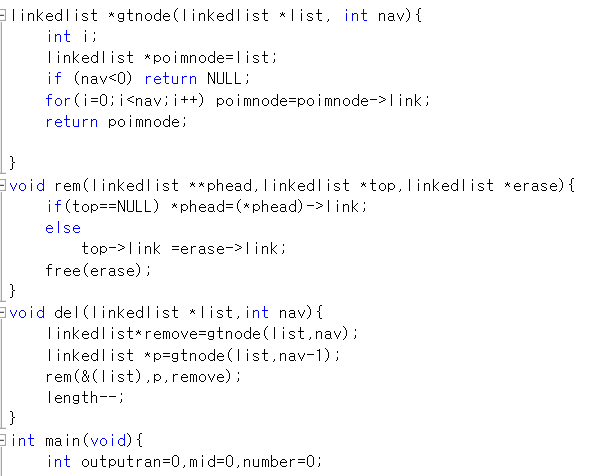 linkedlist *gtnode(linkedlist *list, int nav){
int i;
linkedlist *poimnode=list;
if (nav<0) return NULL;
for(i=0;i<nav;i++) poimnode=poimnode->link;
return poimnode;
}
void rem(linkedlist **phead,linkedlist *top,linkedlist *erase){
if(top==NULL) *phead=(*phead)->link;
else
top->link =erase->link;
free(erase);
}
void del(linkedlist *list,int nav){
linkedlist*remove=gtnode(list,nav);
linkedlist *p=gtnode(list,nav-1);
rem(&(list),p,remove);
length--;
}
int main(void){
int outputran=0,mid=0,number=0;